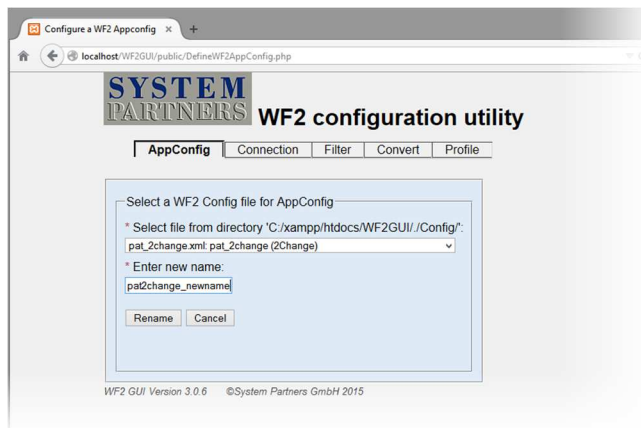 Configure a WF2 Appconfig × +
localhost/WF2GUI/public/DefineWF2AppConfig.php
SYSTEM
PARTNERS WF2 configuration utility
AppConfig Connection Filter Convert Profile
Select a WF2 Config file for AppConfig
* Select file from directory 'C:/xampp/htdocs/WF2GUI/./Config/':
pat_2change.xml: pat_2change (2Change)
* Enter new name:
pat2change_newname
Rename Cancel
WF2 GUI Version 3.0.6 ©System Partners GmbH 2015